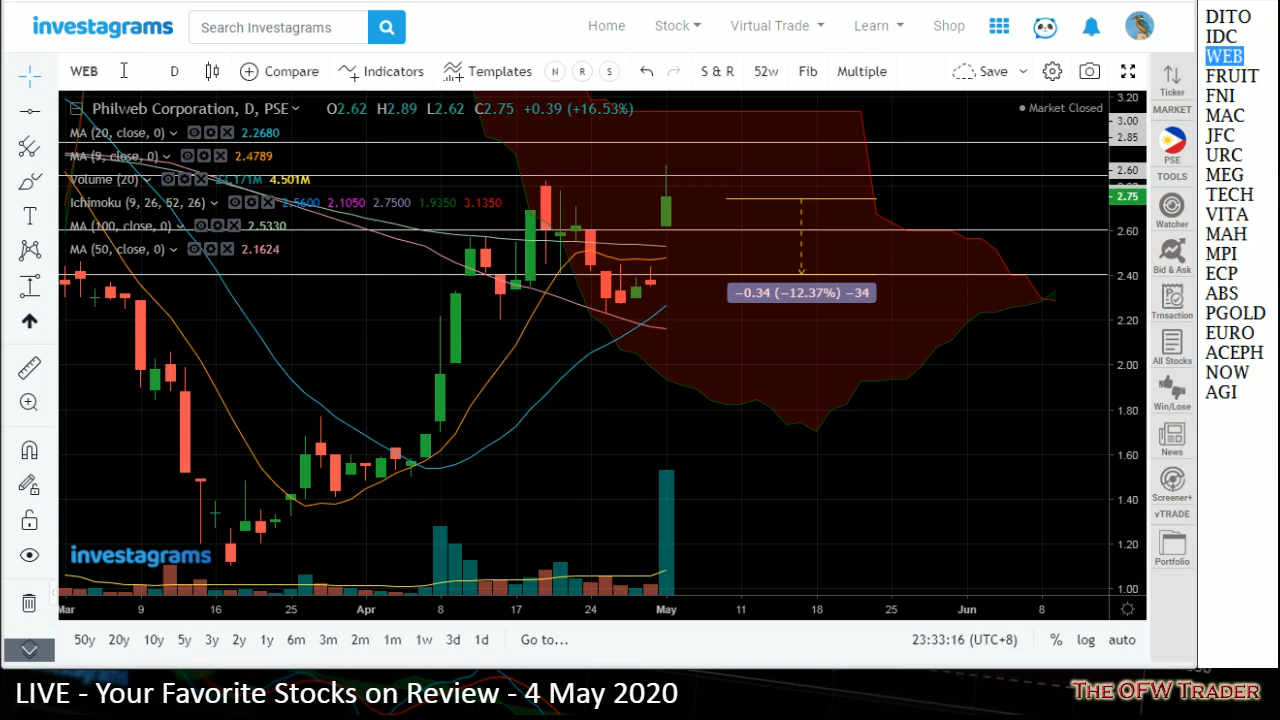 investagrams
Search Investagrams
Home
Stock
Virtual Trade
Learn
Shop
WEB
D
Compare
Indicators
Templates
N
R
S
S & R
52w
Fib
Multiple
Save
Philweb Corporation, D, PSE
O2.62 H2.89 L2.62 C2.75 +0.39 (+16.53%)
Market Closed
MA (20, close, 0) 2.2680
MA (9, close, 0) 2.4789
Volume (20) 4.501M
Ichimoku (9, 26, 52, 26) 2.5600 2.1050 2.7500 1.9350 3.1350
MA (100, close, 0) 2.5330
MA (50, close, 0) 2.1624
−0.34 (−12.37%) −34
3.20
3.00
2.85
2.60
2.75
2.60
2.40
2.20
2.00
1.80
1.60
1.40
1.20
1.00
investagrams
Mar
9
16
25
Apr
8
17
24
May
11
18
25
Jun
8
50y
20y
10y
5y
3y
2y
1y
6m
3m
2m
1m
1w
3d
1d
Go to...
23:33:16 (UTC+8)
%
log
auto
Ticker
MARKET
PSE
TOOLS
Watcher
Bid & Ask
Trnsaction
All Stocks
Win/Lose
News
Screener+
vTRADE
Portfolio
DITO
IDC
WEB
FRUIT
FNI
MAC
JFC
URC
MEG
TECH
VITA
MAH
MPI
ECP
ABS
PGOLD
EURO
ACEPH
NOW
AGI
LIVE - Your Favorite Stocks on Review - 4 May 2020
The OFW Trader